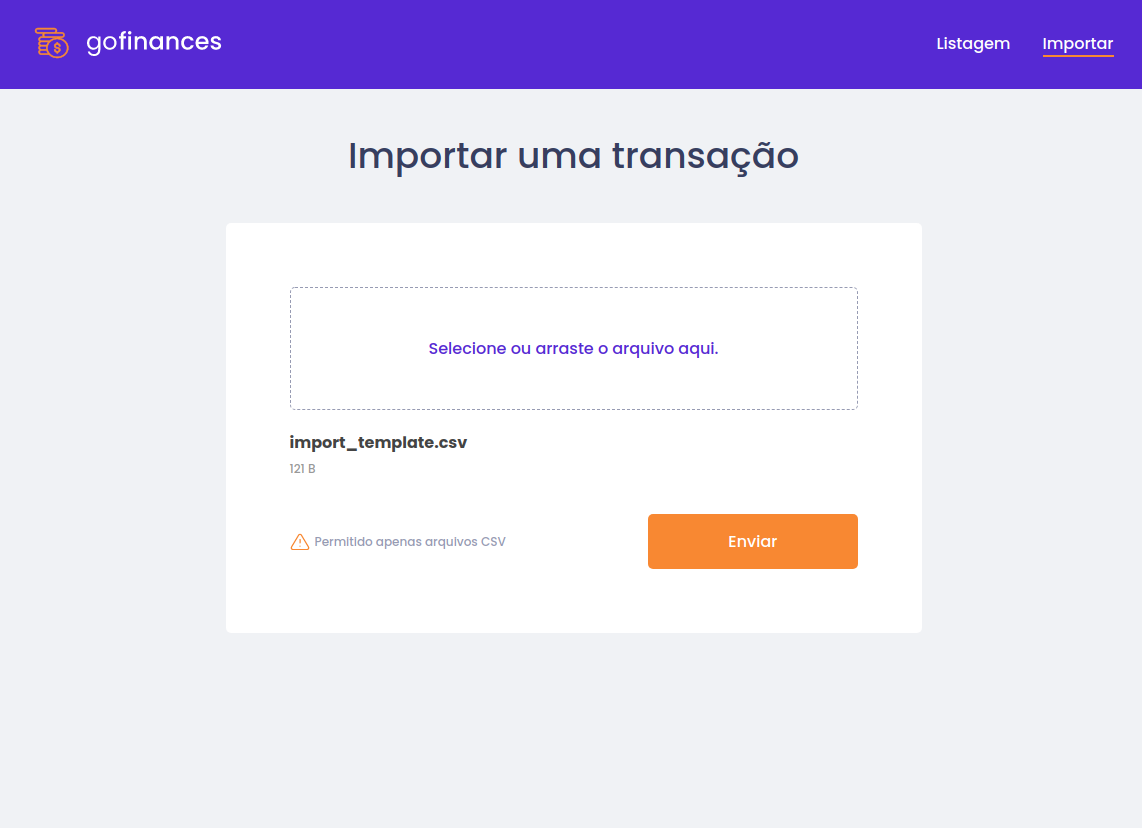 gofinances
Listagem
Importar
Importar uma transação
Selecione ou arraste o arquivo aqui.
import_template.csv
121 B
Permitido apenas arquivos CSV
Enviar